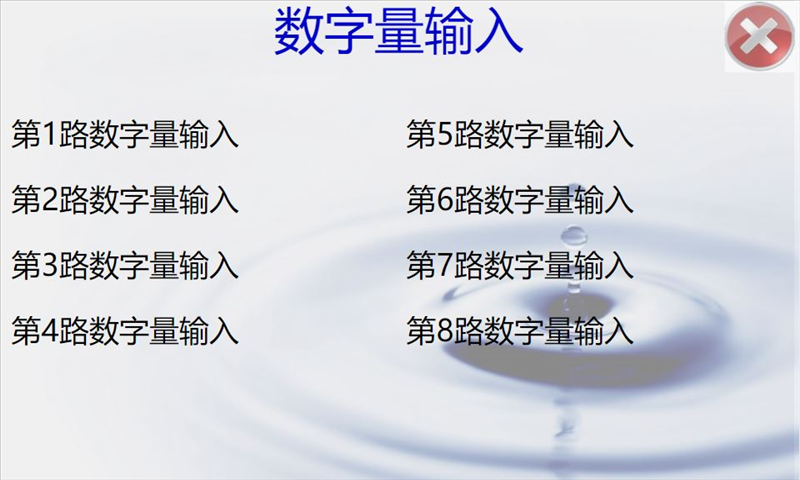 数字量输入
第1路数字量输入
第2路数字量输入
第3路数字量输入
第4路数字量输入
第5路数字量输入
第6路数字量输入
第7路数字量输入
第8路数字量输入